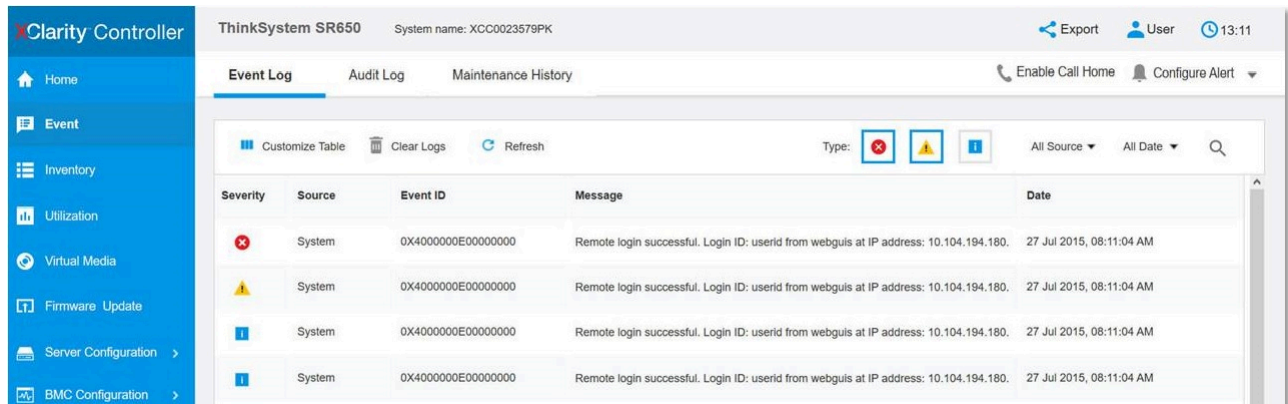 XClarity Controller
ThinkSystem SR650 System name: XCC0023579PK Export User 13:11
Home
Event Log Audit Log Maintenance History Enable Call Home Configure Alert
Event
Customize Table Clear Logs Refresh Type: All Source All Date
Inventory
Severity Source Event ID Message Date
Utilization
System 0X4000000E00000000 Remote login successful. Login ID: userid from webguis at IP address: 10.104.194.180. 27 Jul 2015, 08:11:04 AM
Virtual Media
System 0X4000000E00000000 Remote login successful. Login ID: userid from webguis at IP address: 10.104.194.180. 27 Jul 2015, 08:11:04 AM
Firmware Update
System 0X4000000E00000000 Remote login successful. Login ID: userid from webguis at IP address: 10.104.194.180. 27 Jul 2015, 08:11:04 AM
Server Configuration
System 0X4000000E00000000 Remote login successful. Login ID: userid from webguis at IP address: 10.104.194.180. 27 Jul 2015, 08:11:04 AM
BMC Configuration